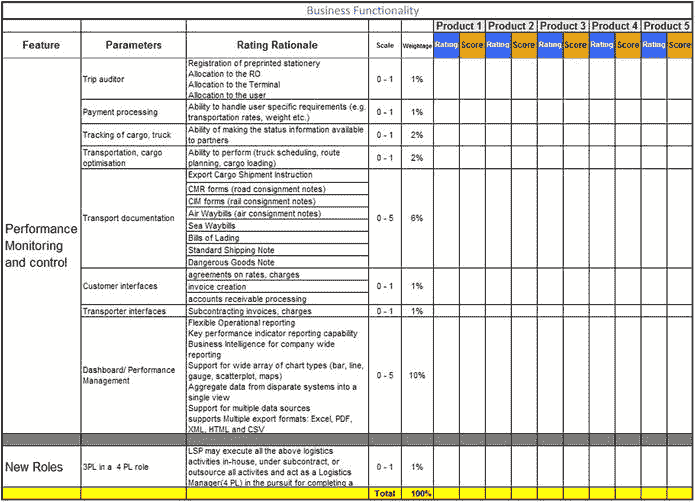 Business Functionality
Product 1 Product 2 Product 3 Product 4 Product 5
Feature Parameters Rating Rationale Scale Weightage Rating Score Rating Score Rating Score Rating Score Rating Score
Performance Monitoring and control
Trip auditor
Registration of preprinted stationery
Allocation to the RO
Allocation to the Terminal
Allocation to the user
0 - 1 1%
Payment processing
Ability to handle user specific requirements (e.g.
transportation rates, weight etc.)
0 - 1 1%
Tracking of cargo, truck
Ability of making the status information available
to partners
0 - 1 2%
Transportation, cargo
optimisation
Ability to perform (truck scheduling, route
planning, cargo loading)
0 - 1 2%
Transport documentation
Export Cargo Shipment Instruction
CMR forms (road consignment notes)
CIM forms (rail consignment notes)
Air Waybills (air consignment notes)
Sea Waybills
Bills of Lading
Standard Shipping Note
Dangerous Goods Note
0 - 5 6%
Customer interfaces
agreements on rates, charges
invoice creation
accounts receivable processing
0 - 1 1%
Transporter interfaces Subcontracting invoices, charges 0 - 1 1%
Dashboard/ Performance
Management
Flexible Operational reporting
Key performance indicator reporting capability
Business Intelligence for company wide
reporting
Support for wide array of chart types (bar, line,
gauge, scatterplot, maps)
Aggregate data from disparate systems into a
single view
Support for multiple data sources
supports Multiple export formats: Excel, PDF,
XML, HTML and CSV
0 - 5 10%
New Roles
3PL in a 4 PL role
LSP may execute all the above logistics
activities in-house, under subcontract, or
outsource all activites and act as a Logistics
Manager(4 PL) in the pursuit for completing a
0 - 1 1%
Total 100%